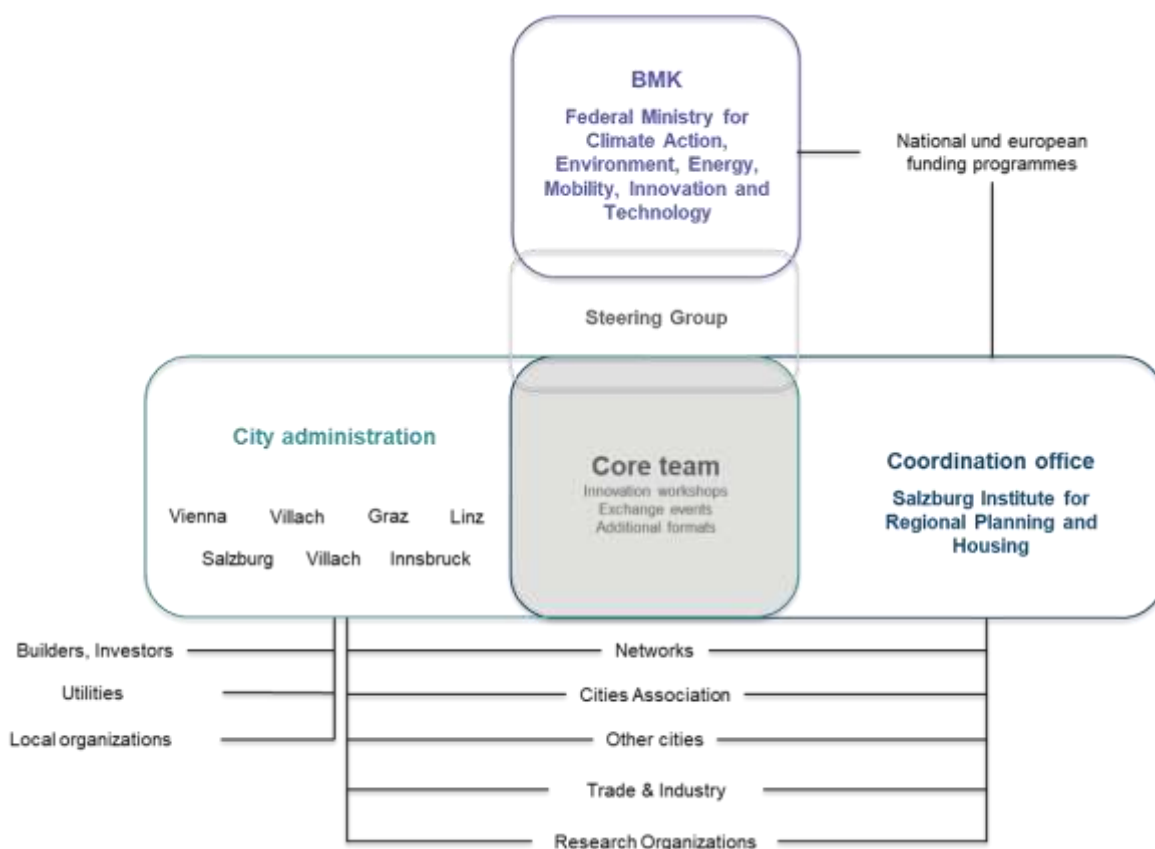 BMK
Federal Ministry for
Climate Action,
Environment, Energy,
Mobility, Innovation and
Technology
National und european
funding programmes
Steering Group
City administration
Vienna Villach Graz Linz
Salzburg Villach Innsbruck
Core team
Innovation workshops
Exchange events
Additional formats
Coordination office
Salzburg Institute for
Regional Planning and
Housing
Builders, Investors
Utilities
Local organizations
Networks
Cities Association
Other cities
Trade & Industry
Research Organizations